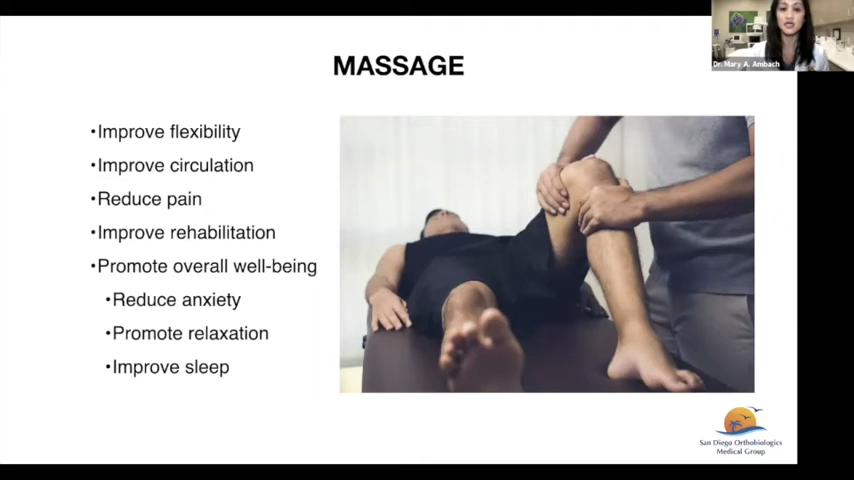 Dr. Mary A. Ambach
MASSAGE
•Improve flexibility
•Improve circulation
•Reduce pain
•Improve rehabilitation
•Promote overall well-being
•Reduce anxiety
•Promote relaxation
•Improve sleep
San Diego Orthobiologics
Medical Group